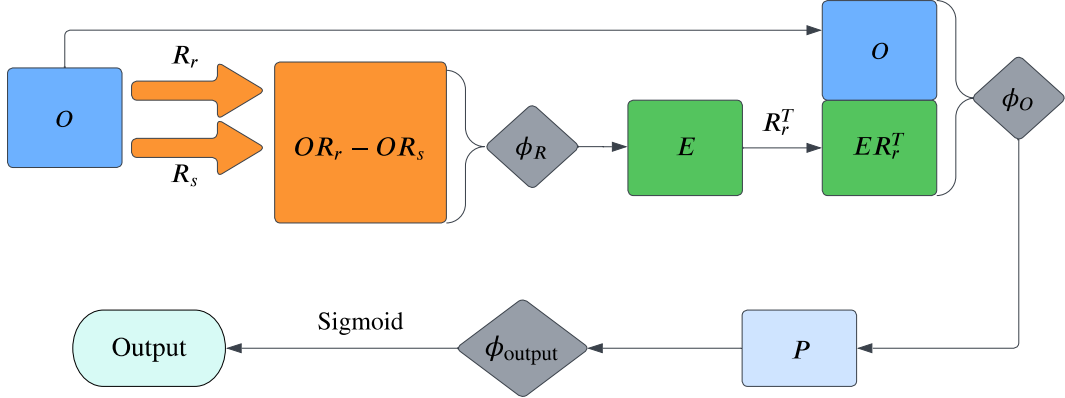 O
R_r
R_s
OR_r − OR_s
ϕ_R
E
R_r^T
O
ER_r^T
ϕ_O
P
ϕ_output
Sigmoid
Output